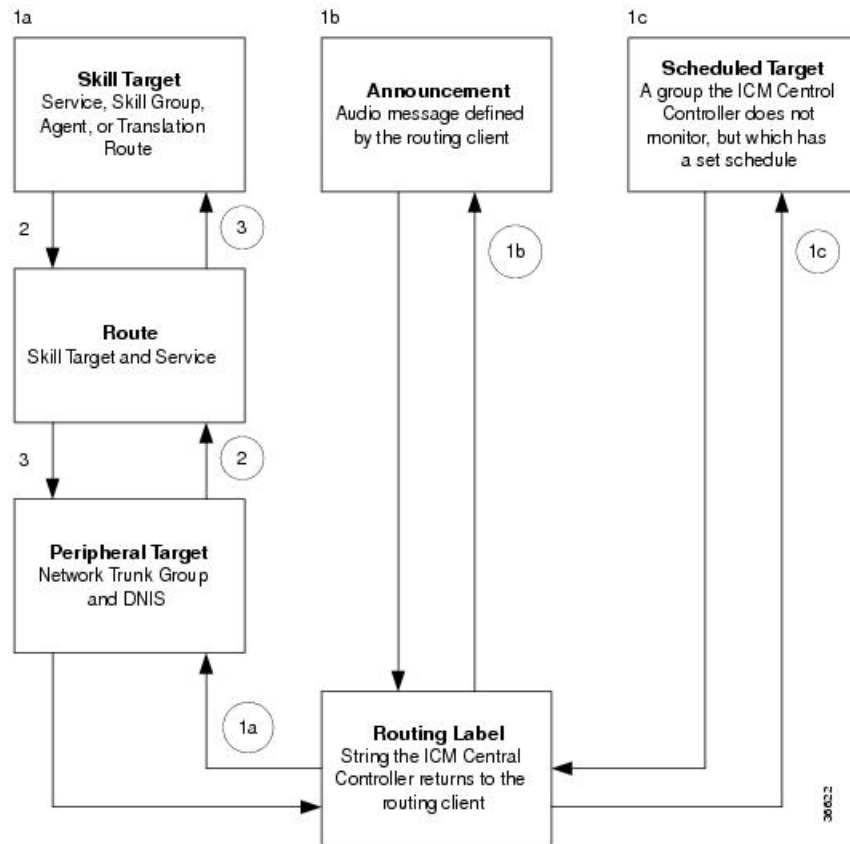 1a
1b
1c
Skill Target
Service, Skill Group,
Agent, or Translation
Route
Announcement
Audio message defined
by the routing client
Scheduled Target
A group the ICM Central
Controller does not
monitor, but which has
a set schedule
2
3
1b
1c
Route
Skill Target and Service
3
2
Peripheral Target
Network Trunk Group
and DNIS
1a
Routing Label
String the ICM Central
Controller returns to the
routing client
36622